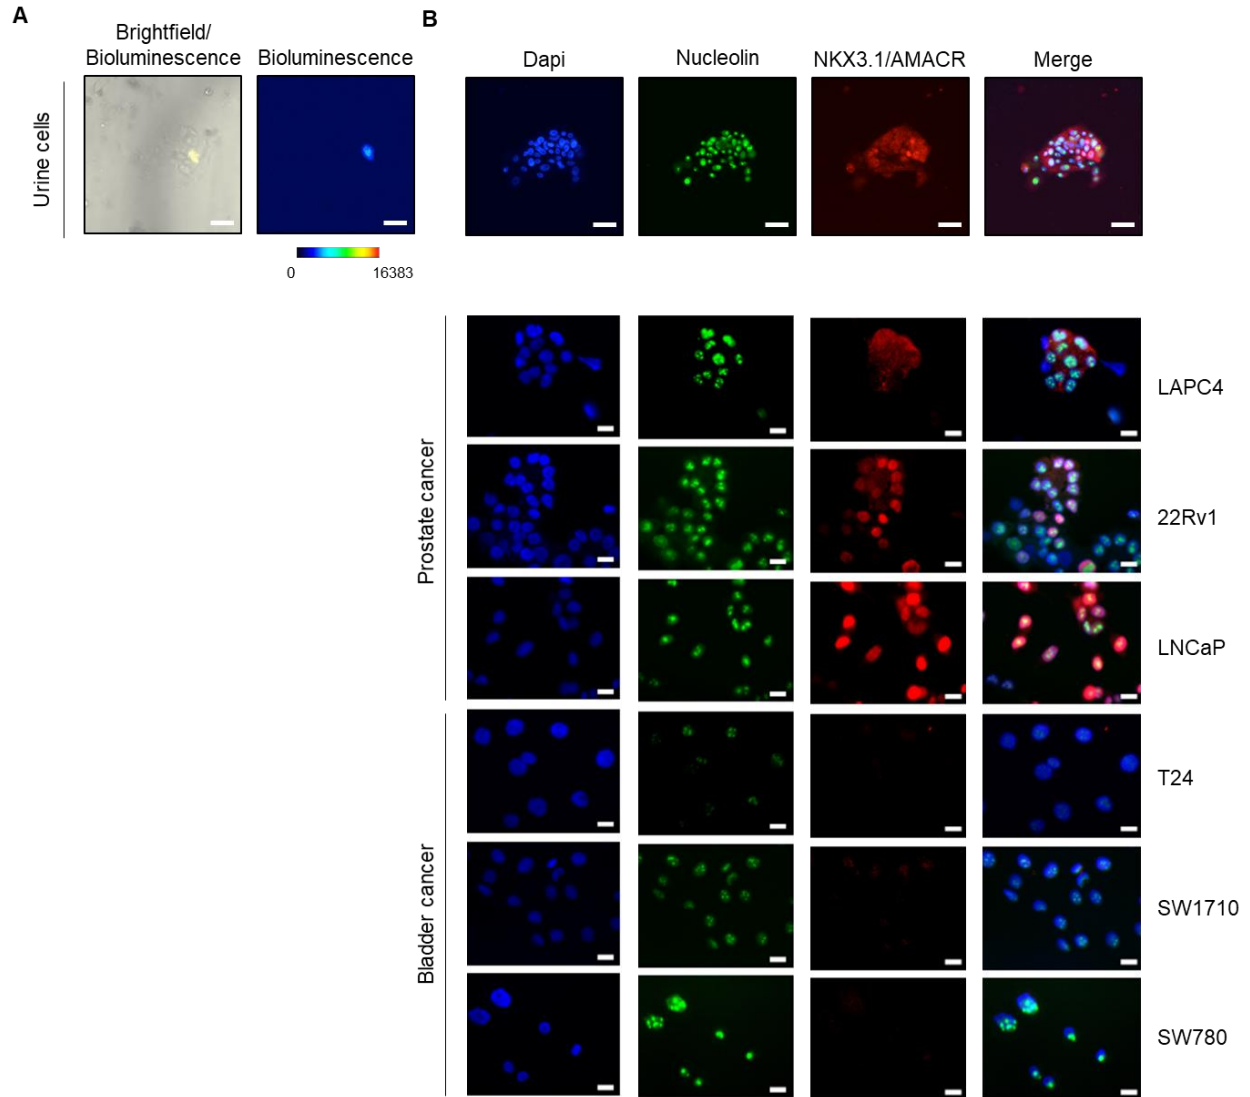 A
B
Brightfield/
Bioluminescence
Bioluminescence
Dapi
Nucleolin
NKX3.1/AMACR
Merge
Urine cells
0
16383
Prostate cancer
LAPC4
22Rv1
LNCaP
Bladder cancer
T24
SW1710
SW780